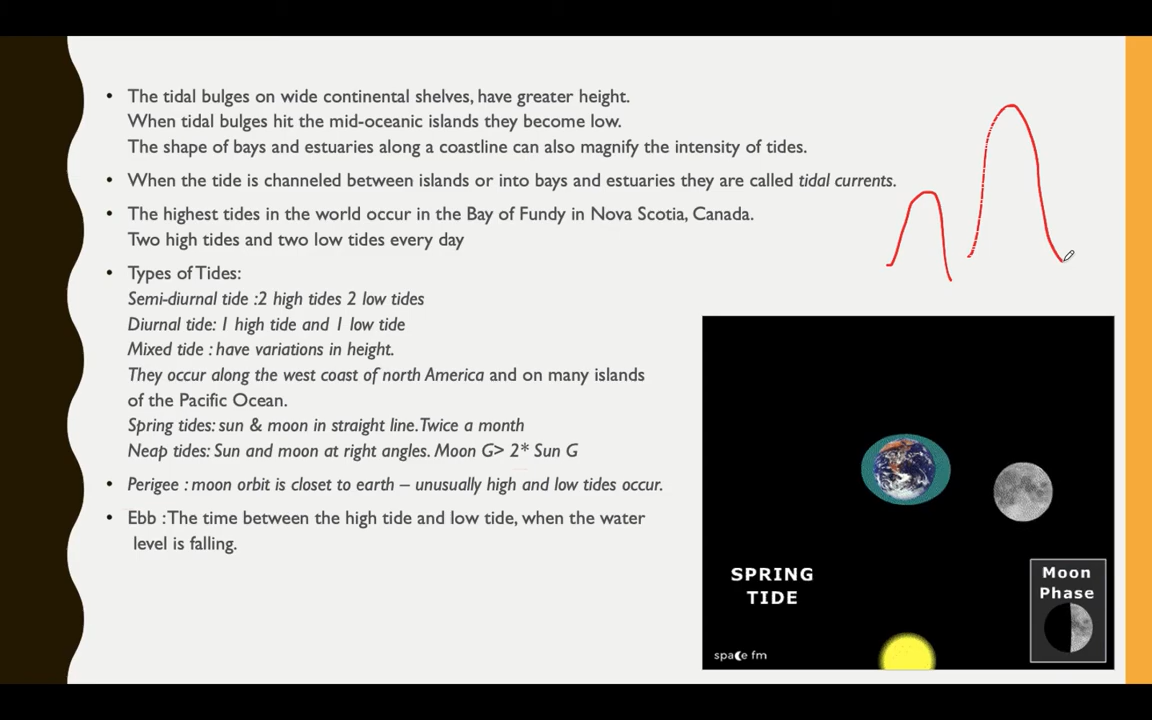 • The tidal bulges on wide continental shelves, have greater height.
When tidal bulges hit the mid-oceanic islands they become low.
The shape of bays and estuaries along a coastline can also magnify the intensity of tides.
• When the tide is channeled between islands or into bays and estuaries they are called tidal currents.
• The highest tides in the world occur in the Bay of Fundy in Nova Scotia, Canada.
Two high tides and two low tides every day
• Types of Tides:
Semi-diurnal tide :2 high tides 2 low tides
Diurnal tide: 1 high tide and 1 low tide
Mixed tide : have variations in height.
They occur along the west coast of north America and on many islands
of the Pacific Ocean.
Spring tides: sun & moon in straight line. Twice a month
Neap tides: Sun and moon at right angles. Moon G> 2* Sun G
• Perigee : moon orbit is closet to earth – unusually high and low tides occur.
• Ebb : The time between the high tide and low tide, when the water
level is falling.
SPRING
TIDE
Moon
Phase
space fm